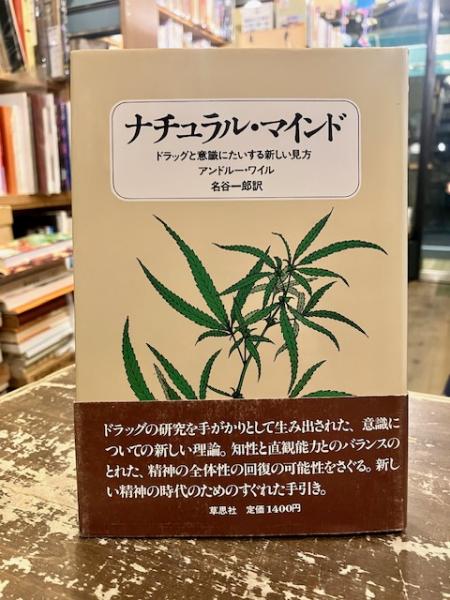 ナチュラル・マインド
ドラッグと意識にたいする新しい見方
アンドルー・ワイル
名谷一郎訳
ドラッグの研究を手がかりとして生み出された、意識に
ついての新しい理論。知性と直観能力とのバランスの
とれた、精神の全体性の回復の可能性をさぐる。新し
い精神の時代のためのすぐれた手引き。
草思社 定価1400円